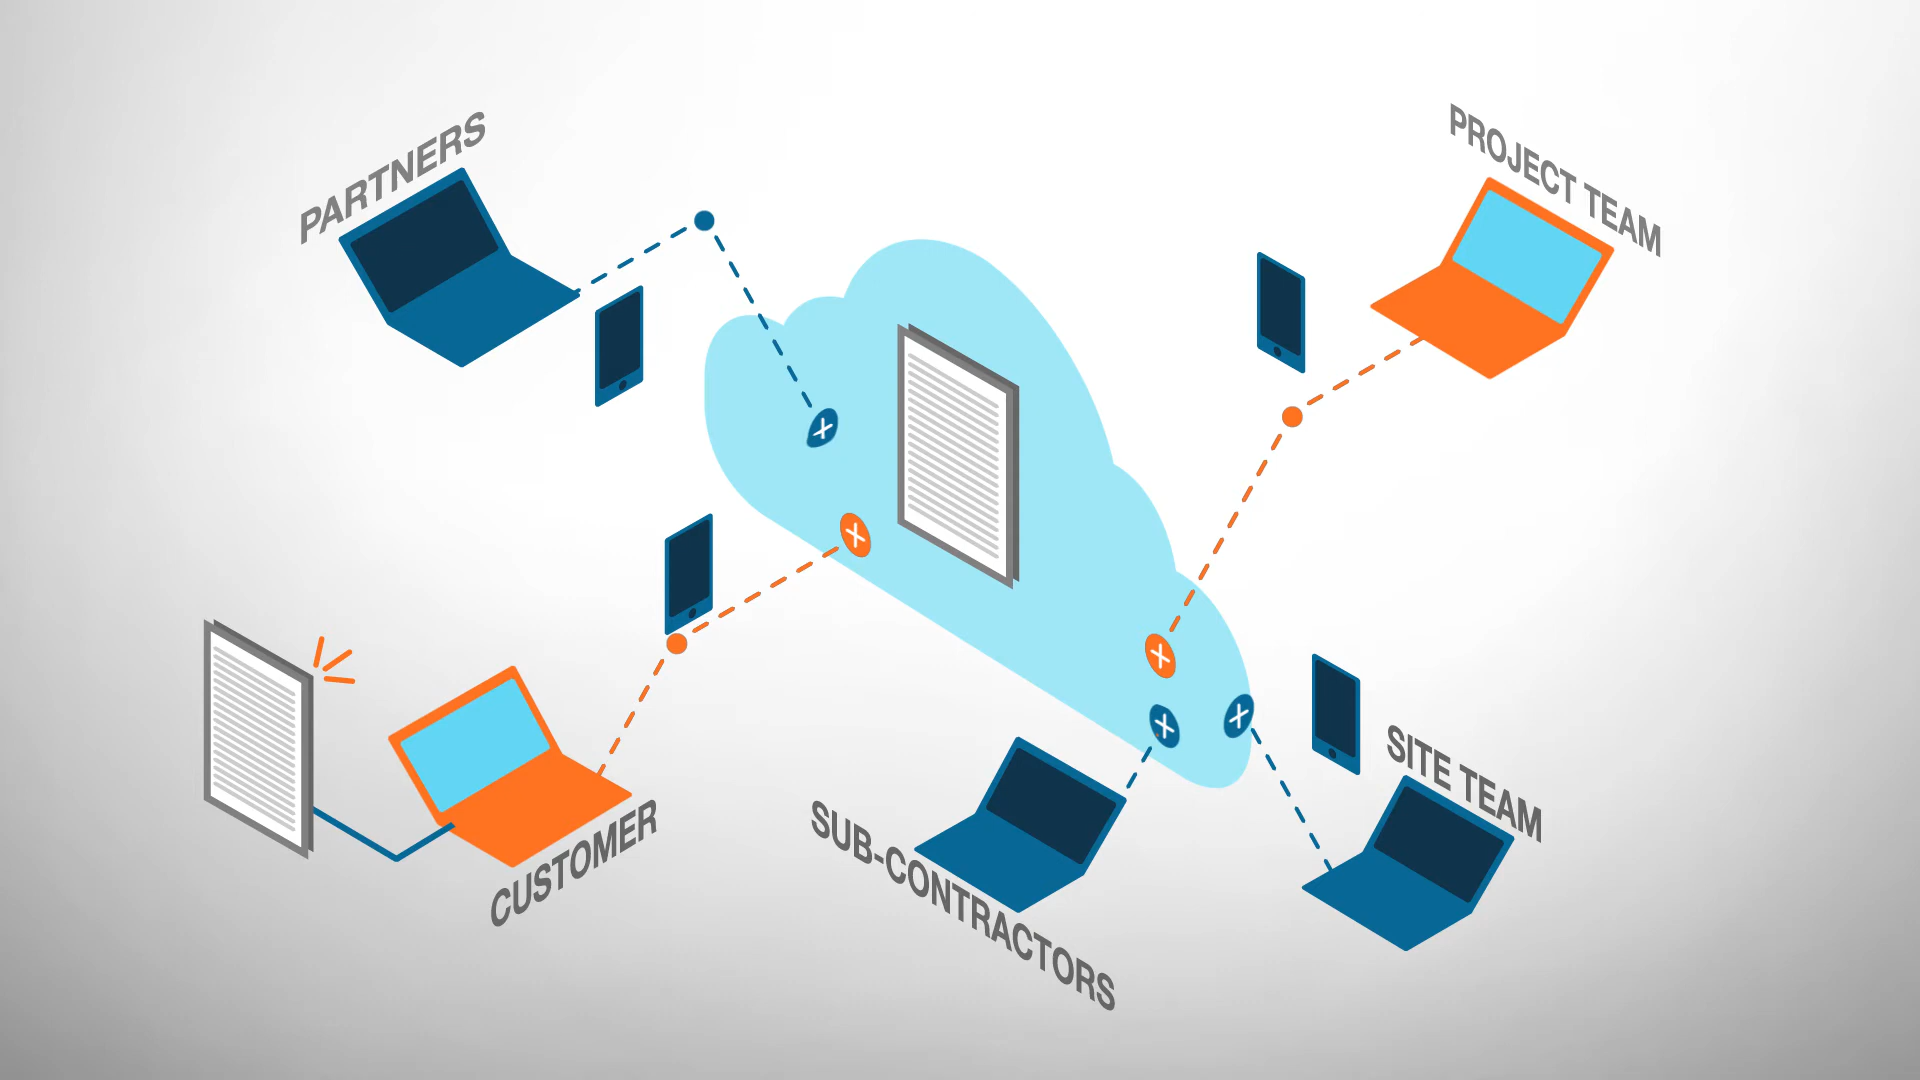 PARTNERS
PROJECT TEAM
CUSTOMER
SUB-CONTRACTORS
SITE TEAM